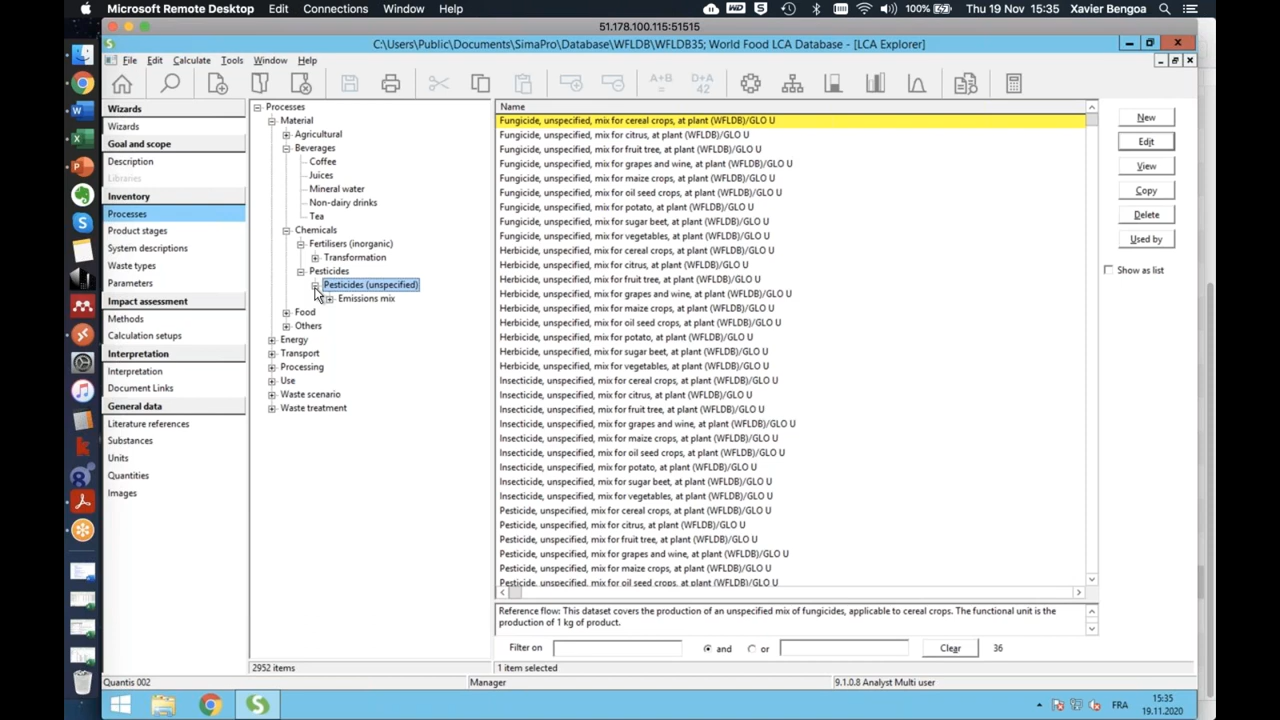 Microsoft Remote Desktop Edit Connections Window Help
100% Thu 19 Nov 15:35 Xavier Bengoa
51.178.100.115:51515
C:\Users\Public\Documents\SimaPro\Database\WFLDB\WFLDB35; World Food LCA Database - [LCA Explorer]
File Edit Calculate Tools Window Help
A+B
D+A
42
Wizards
Wizards
Goal and scope
Description
Libraries
Inventory
Processes
Product stages
System descriptions
Waste types
Parameters
Impact assessment
Methods
Calculation setups
Interpretation
Interpretation
Document Links
General data
Literature references
Substances
Units
Quantities
Images
Processes
Material
Agricultural
Beverages
Coffee
Juices
Mineral water
Non-dairy drinks
Tea
Chemicals
Fertilisers (inorganic)
Transformation
Pesticides
Pesticides (unspecified)
Emissions mix
Food
Others
Energy
Transport
Processing
Use
Waste scenario
Waste treatment
Name
Fungicide, unspecified, mix for cereal crops, at plant (WFLDB)/GLO U
Fungicide, unspecified, mix for citrus, at plant (WFLDB)/GLO U
Fungicide, unspecified, mix for fruit tree, at plant (WFLDB)/GLO U
Fungicide, unspecified, mix for grapes and wine, at plant (WFLDB)/GLO U
Fungicide, unspecified, mix for maize crops, at plant (WFLDB)/GLO U
Fungicide, unspecified, mix for oil seed crops, at plant (WFLDB)/GLO U
Fungicide, unspecified, mix for potato, at plant (WFLDB)/GLO U
Fungicide, unspecified, mix for sugar beet, at plant (WFLDB)/GLO U
Fungicide, unspecified, mix for vegetables, at plant (WFLDB)/GLO U
Herbicide, unspecified, mix for cereal crops, at plant (WFLDB)/GLO U
Herbicide, unspecified, mix for citrus, at plant (WFLDB)/GLO U
Herbicide, unspecified, mix for fruit tree, at plant (WFLDB)/GLO U
Herbicide, unspecified, mix for grapes and wine, at plant (WFLDB)/GLO U
Herbicide, unspecified, mix for maize crops, at plant (WFLDB)/GLO U
Herbicide, unspecified, mix for oil seed crops, at plant (WFLDB)/GLO U
Herbicide, unspecified, mix for potato, at plant (WFLDB)/GLO U
Herbicide, unspecified, mix for sugar beet, at plant (WFLDB)/GLO U
Herbicide, unspecified, mix for vegetables, at plant (WFLDB)/GLO U
Insecticide, unspecified, mix for cereal crops, at plant (WFLDB)/GLO U
Insecticide, unspecified, mix for citrus, at plant (WFLDB)/GLO U
Insecticide, unspecified, mix for fruit tree, at plant (WFLDB)/GLO U
Insecticide, unspecified, mix for grapes and wine, at plant (WFLDB)/GLO U
Insecticide, unspecified, mix for maize crops, at plant (WFLDB)/GLO U
Insecticide, unspecified, mix for oil seed crops, at plant (WFLDB)/GLO U
Insecticide, unspecified, mix for potato, at plant (WFLDB)/GLO U
Insecticide, unspecified, mix for sugar beet, at plant (WFLDB)/GLO U
Insecticide, unspecified, mix for vegetables, at plant (WFLDB)/GLO U
Pesticide, unspecified, mix for cereal crops, at plant (WFLDB)/GLO U
Pesticide, unspecified, mix for citrus, at plant (WFLDB)/GLO U
Pesticide, unspecified, mix for fruit tree, at plant (WFLDB)/GLO U
Pesticide, unspecified, mix for grapes and wine, at plant (WFLDB)/GLO U
Pesticide, unspecified, mix for maize crops, at plant (WFLDB)/GLO U
Pesticide, unspecified, mix for oil seed crops, at plant (WFLDB)/GLO U
New
Edit
View
Copy
Delete
Used by
Show as list
Reference flow: This dataset covers the production of an unspecified mix of fungicides, applicable to cereal crops. The functional unit is the
production of 1 kg of product.
Filter on and or Clear 36
2952 items 1 item selected
Quantis 002 Manager 9.1.0.8 Analyst Multi user
FRA 15:35
19.11.2020